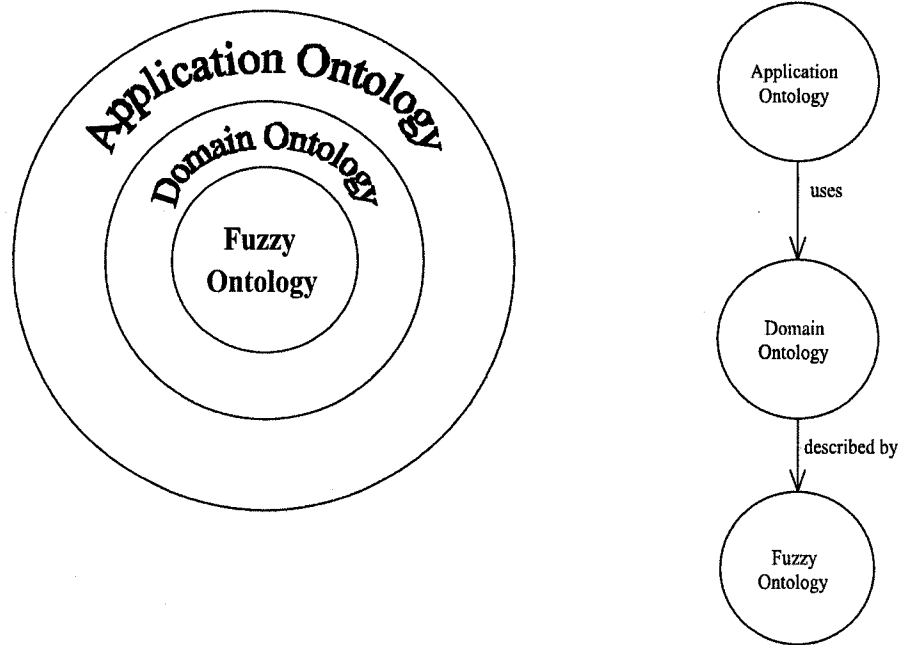 Application Ontology
Domain Ontology
Fuzzy
Ontology
Application
Ontology
uses
Domain
Ontology
described by
Fuzzy
Ontology